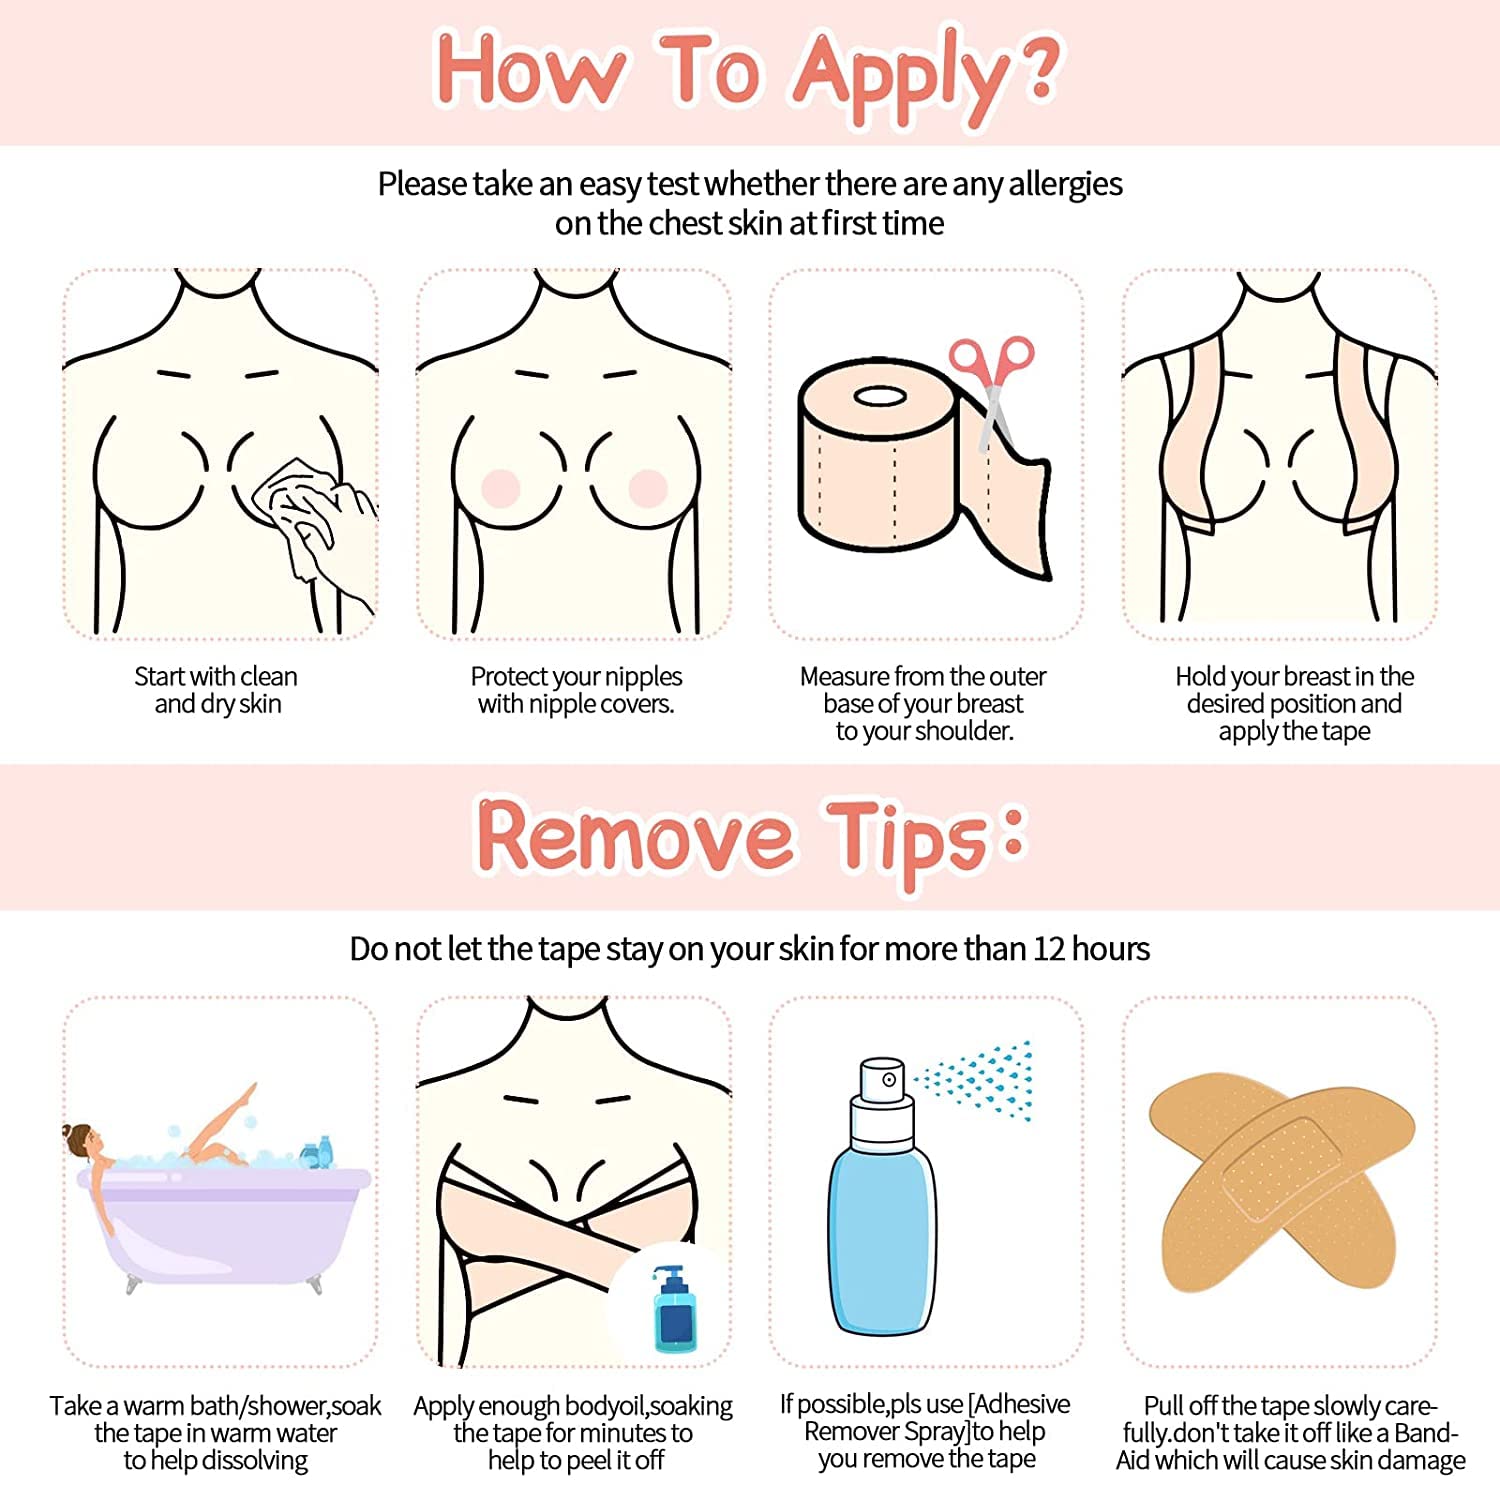 How To Apply?
Please take an easy test whether there are any allergies
on the chest skin at first time
Start with clean
and dry skin
Protect your nipples
with nipple covers.
Measure from the outer
base of your breast
to your shoulder.
Hold your breast in the
desired position and
apply the tape
Remove Tips:
Do not let the tape stay on your skin for more than 12 hours
Take a warm bath/shower,soak
the tape in warm water
to help dissolving
Apply enough bodyoil,soaking
the tape for minutes to
help to peel it off
If possible,pls use [Adhesive
Remover Spray]to help
you remove the tape
Pull off the tape slowly care-
fully.don't take it off like a Band-
Aid which will cause skin damage